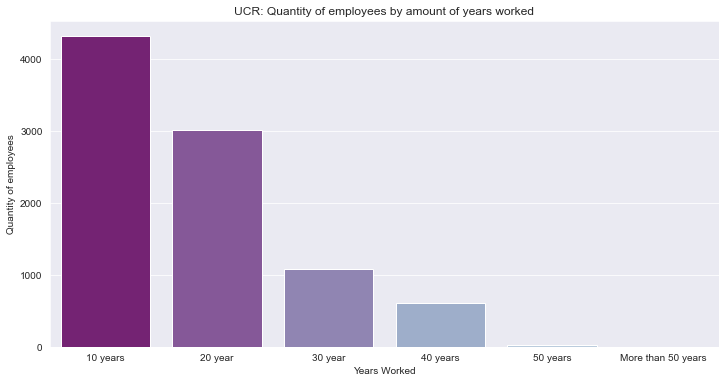 UCR: Quantity of employees by amount of years worked
Quantity of employees
4000
3000
2000
1000
0
10 years
20 year
30 year
40 years
50 years
More than 50 years
Years Worked